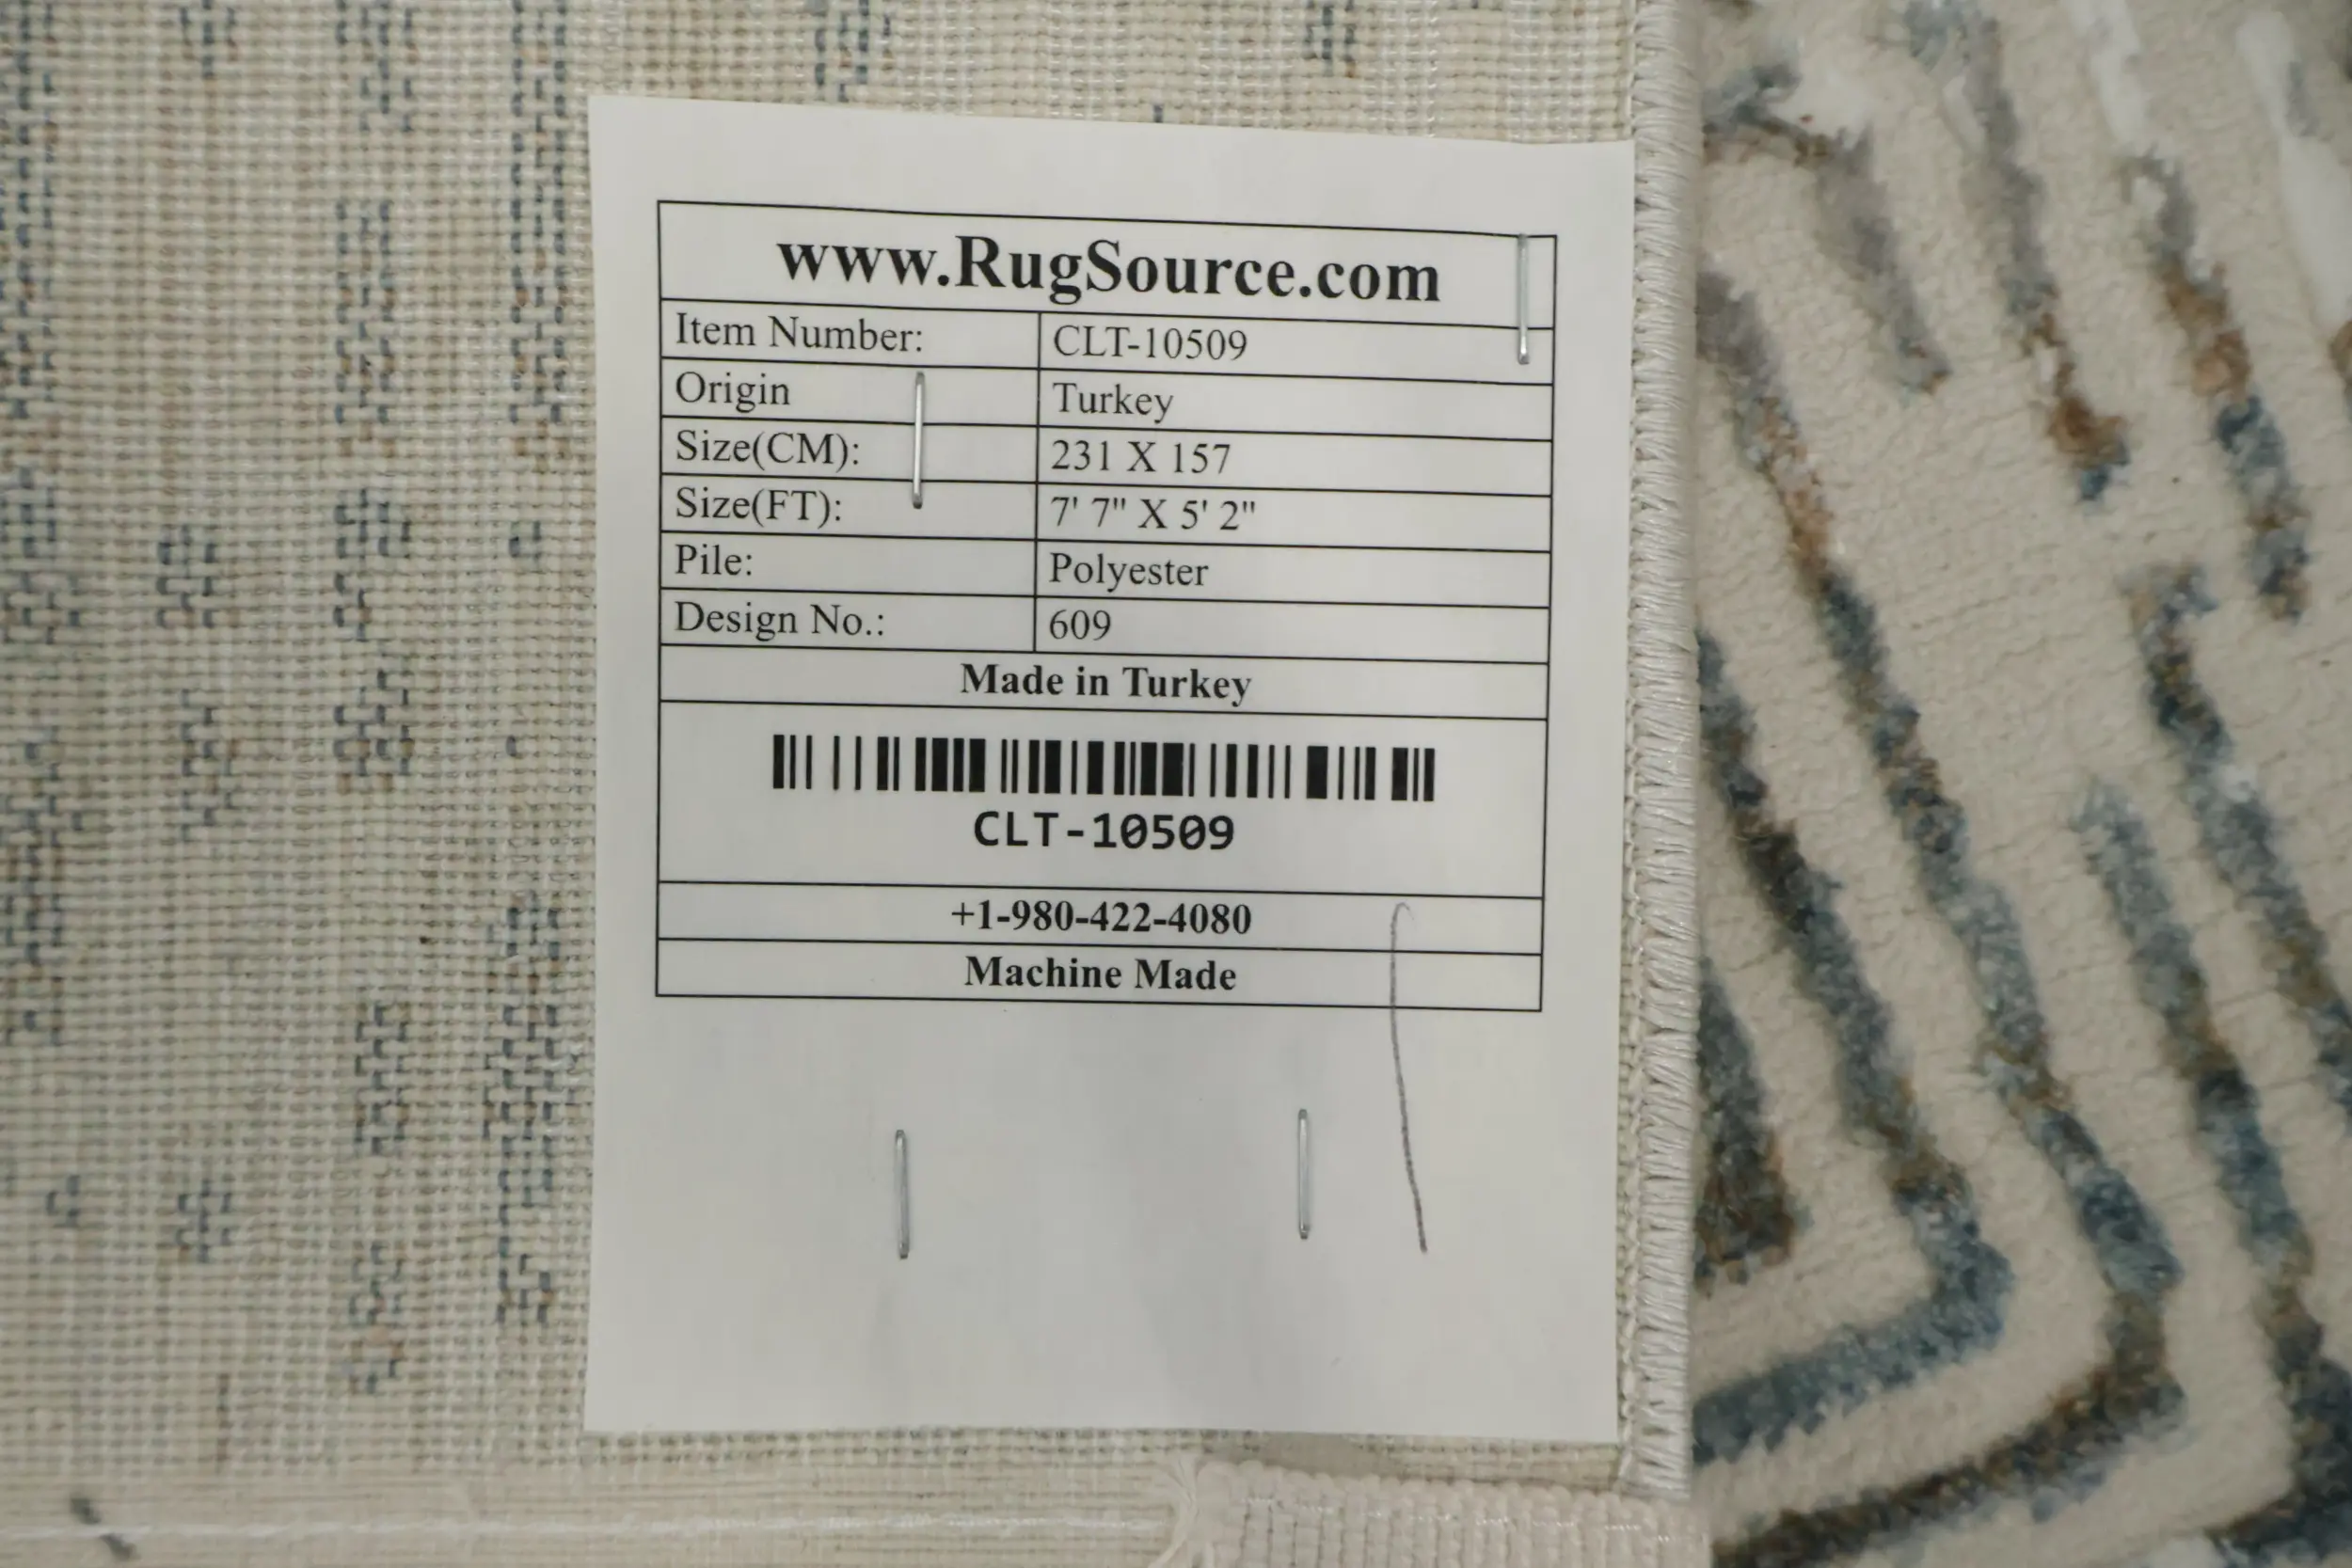 www.RugSource.com
Item Number: CLT-10509
Origin Turkey
Size(CM): 231 X 157
Size(FT): 7' 7" X 5' 2"
Pile: Polyester
Design No.: 609
Made in Turkey
CLT-10509
+1-980-422-4080
Machine Made